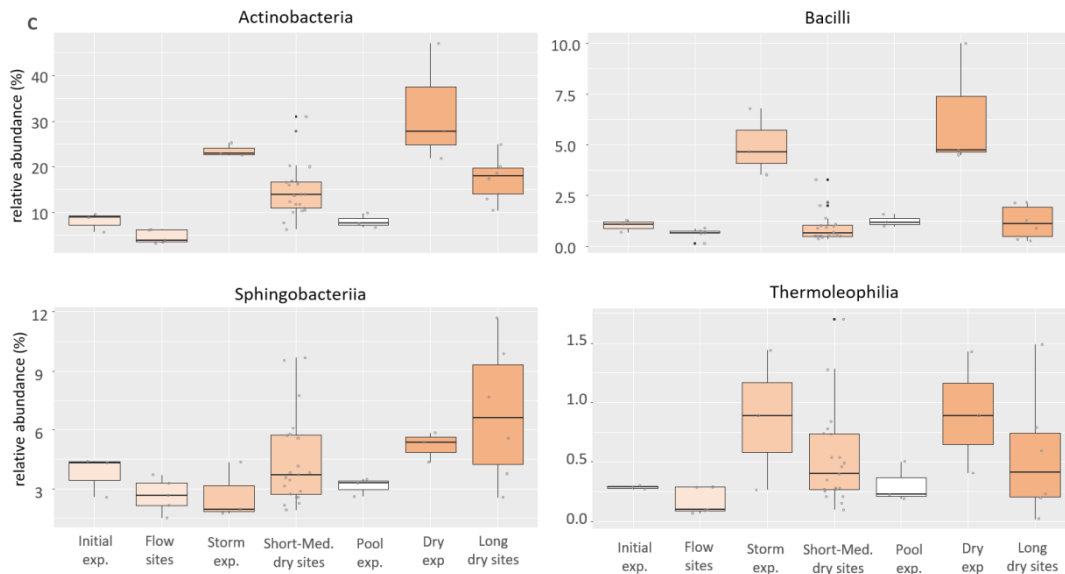 C
Actinobacteria
Bacilli
relative abundance (%)
40
30
20
10
10.0
7.5
5.0
2.5
0.0
Sphingobacteriia
Thermoleophilia
relative abundance (%)
12
9
6
3
1.5
1.0
0.5
0.0
Initial exp.
Flow sites
Storm exp.
Short-Med. dry sites
Pool exp.
Dry exp
Long dry sites
Initial exp.
Flow sites
Storm exp.
Short-Med. dry sites
Pool exp.
Dry exp
Long dry sites